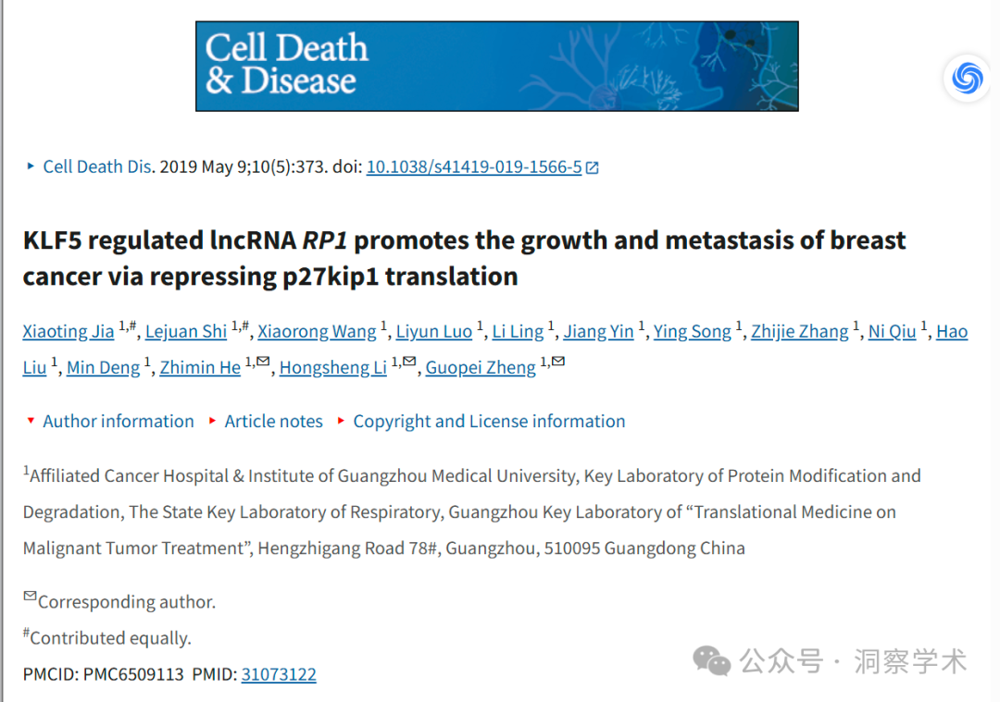 Cell Death
& Disease
Cell Death Dis. 2019 May 9;10(5):373. doi: 10.1038/s41419-019-1566-5
KLF5 regulated lncRNA RP1 promotes the growth and metastasis of breast
cancer via repressing p27kip1 translation
Xiaoting Jia 1,#, Lejuan Shi 1,#, Xiaorong Wang 1, Liyun Luo 1, Li Ling 1, Jiang Yin 1, Ying Song 1, Zhijie Zhang 1, Ni Qiu 1, Hao
Liu 1, Min Deng 1, Zhimin He 1,✉, Hongsheng Li 1,✉, Guopei Zheng 1,✉
Author information Article notes Copyright and License information
1Affiliated Cancer Hospital & Institute of Guangzhou Medical University, Key Laboratory of Protein Modification and
Degradation, The State Key Laboratory of Respiratory, Guangzhou Key Laboratory of “Translational Medicine on
Malignant Tumor Treatment”, Hengzhigang Road 78#, Guangzhou, 510095 Guangdong China
✉Corresponding author.
#Contributed equally.
PMCID: PMC6509113 PMID: 31073122
公众号 · 洞察学术